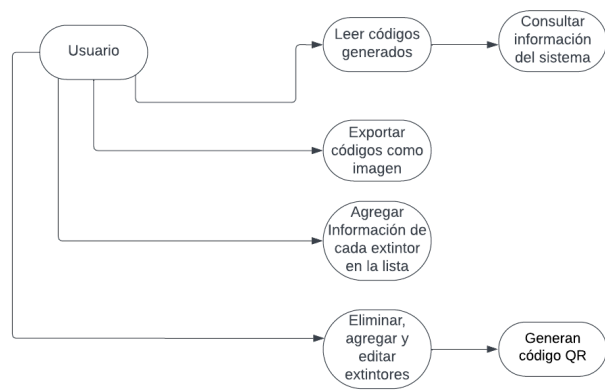 Usuario
Leer códigos
generados
Consultar
información
del sistema
Exportar
códigos como
imagen
Agregar
Información de
cada extintor
en la lista
Eliminar,
agregar y
editar
extintores
Generan
código QR